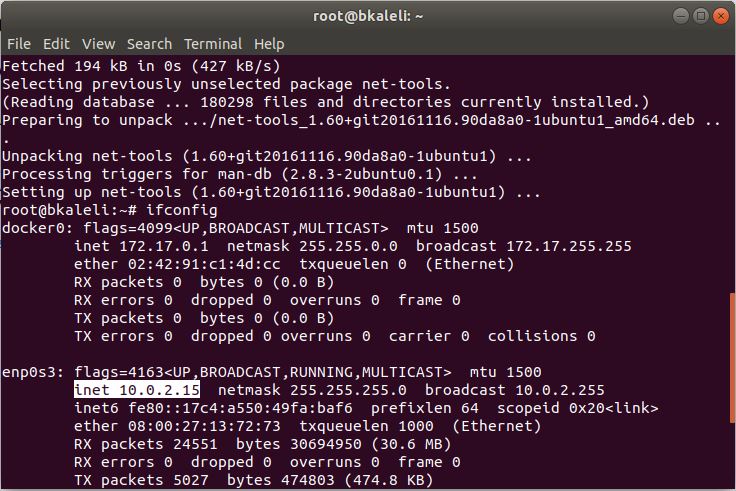 root@bkaleli: ~
File Edit View Search Terminal Help
Fetched 194 kB in 0s (427 kB/s)
Selecting previously unselected package net-tools.
(Reading database ... 180298 files and directories currently installed.)
Preparing to unpack .../net-tools_1.60+git20161116.90da8a0-1ubuntu1_amd64.deb ..
.
Unpacking net-tools (1.60+git20161116.90da8a0-1ubuntu1) ...
Processing triggers for man-db (2.8.3-2ubuntu0.1) ...
Setting up net-tools (1.60+git20161116.90da8a0-1ubuntu1) ...
root@bkaleli:~# ifconfig
docker0: flags=4099<UP,BROADCAST,MULTICAST>  mtu 1500
        inet 172.17.0.1  netmask 255.255.0.0  broadcast 172.17.255.255
        ether 02:42:91:c1:4d:cc  txqueuelen 0  (Ethernet)
        RX packets 0  bytes 0 (0.0 B)
        RX errors 0  dropped 0  overruns 0  frame 0
        TX packets 0  bytes 0 (0.0 B)
        TX errors 0  dropped 0 overruns 0  carrier 0  collisions 0
enp0s3: flags=4163<UP,BROADCAST,RUNNING,MULTICAST>  mtu 1500
        inet 10.0.2.15  netmask 255.255.255.0  broadcast 10.0.2.255
        inet6 fe80::17c4:a550:49fa:baf6  prefixlen 64  scopeid 0x20<link>
        ether 08:00:27:13:72:73  txqueuelen 1000  (Ethernet)
        RX packets 24551  bytes 30694950 (30.6 MB)
        RX errors 0  dropped 0  overruns 0  frame 0
        TX packets 5027  bytes 474803 (474.8 KB)